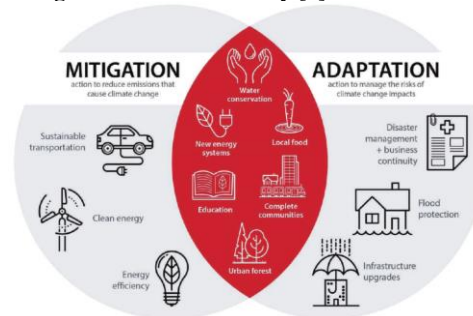 MITIGATION
action to reduce emissions that
cause climate change
Sustainable
transportation
Clean energy
Energy
efficiency
Water
conservation
New energy
systems
Local food
Education
Complete
communities
Urban forest
ADAPTATION
action to manage the risks of
climate change impacts
Disaster
management
+ business
continuity
Flood
protection
Infrastructure
upgrades